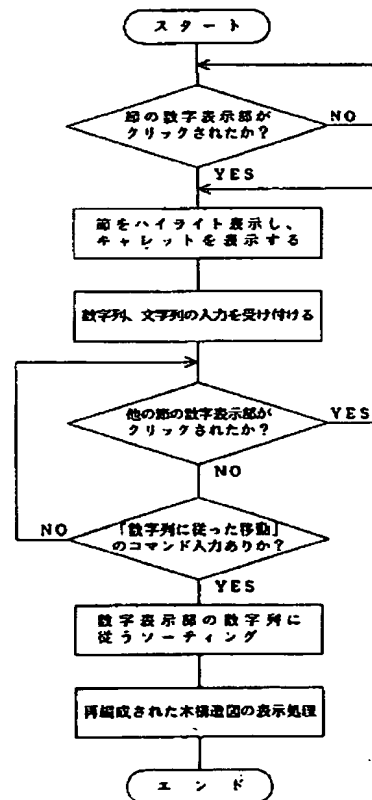 スタート
節の数字表示部が
クリックされたか？
NO
YES
節をハイライト表示し、
キャレットを表示する
数字列、文字列の入力を受け付ける
他の節の数字表示部が
クリックされたか？
YES
NO
「数字列に従った移動」
のコマンド入力ありか？
NO
YES
数字表示部の数字列に
従うソーティング
再編成された木構造図の表示処理
エンド